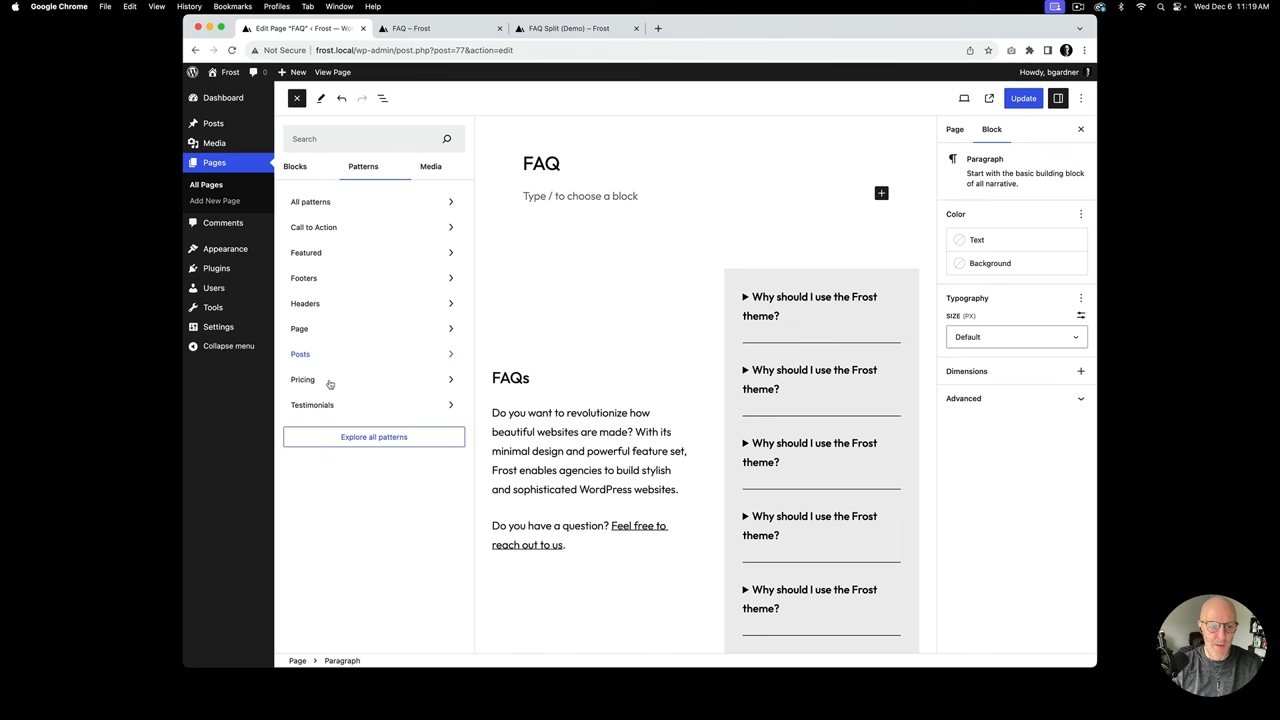 Google Chrome File Edit View History Bookmarks Profiles Tab Window Help Wed Dec 6 11:19 AM
Edit Page “FAQ” ‹ Frost — Wo FAQ – Frost FAQ Split (Demo) – Frost
Not Secure frost.local/wp-admin/post.php?post=77&action=edit
Frost 0 New View Page Howdy, bgardner
Dashboard
Posts
Media
Pages
All Pages
Add New Page
Comments
Appearance
Plugins
Users
Tools
Settings
Collapse menu
Update
Search
Blocks Patterns Media
All patterns
Call to Action
Featured
Footers
Headers
Page
Posts
Pricing
Testimonials
Explore all patterns
FAQ
Type / to choose a block
FAQs
Do you want to revolutionize how
beautiful websites are made? With its
minimal design and powerful feature set,
Frost enables agencies to build stylish
and sophisticated WordPress websites.
Do you have a question? Feel free to
reach out to us.
Why should I use the Frost
theme?
Why should I use the Frost
theme?
Why should I use the Frost
theme?
Why should I use the Frost
theme?
Why should I use the Frost
theme?
Page Block
Paragraph
Start with the basic building block
of all narrative.
Color
Text
Background
Typography
SIZE (PX)
Default
Dimensions
Advanced
Page Paragraph